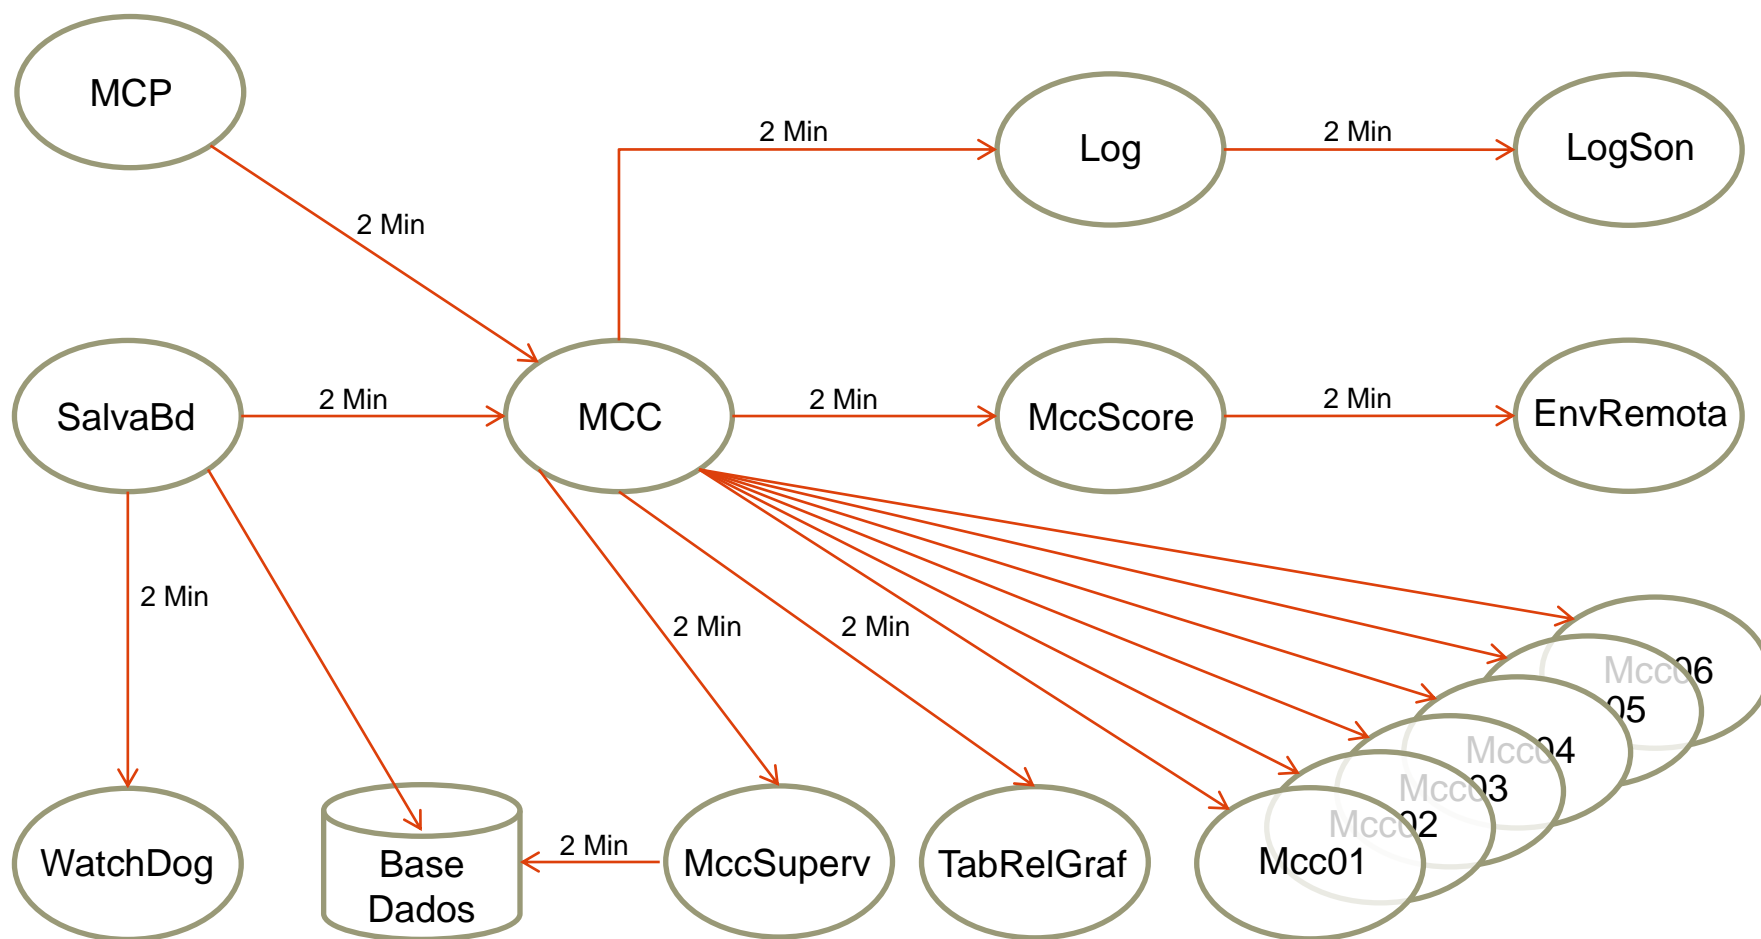 MCP
2 Min
Log
2 Min
LogSon
2 Min
SalvaBd
2 Min
MCC
2 Min
MccScore
2 Min
EnvRemota
2 Min
2 Min
2 Min
Mcc06
05
Mcc04
Mcc03
Mcc02
Mcc01
WatchDog
Base
Dados
2 Min
MccSuperv
TabRelGraf